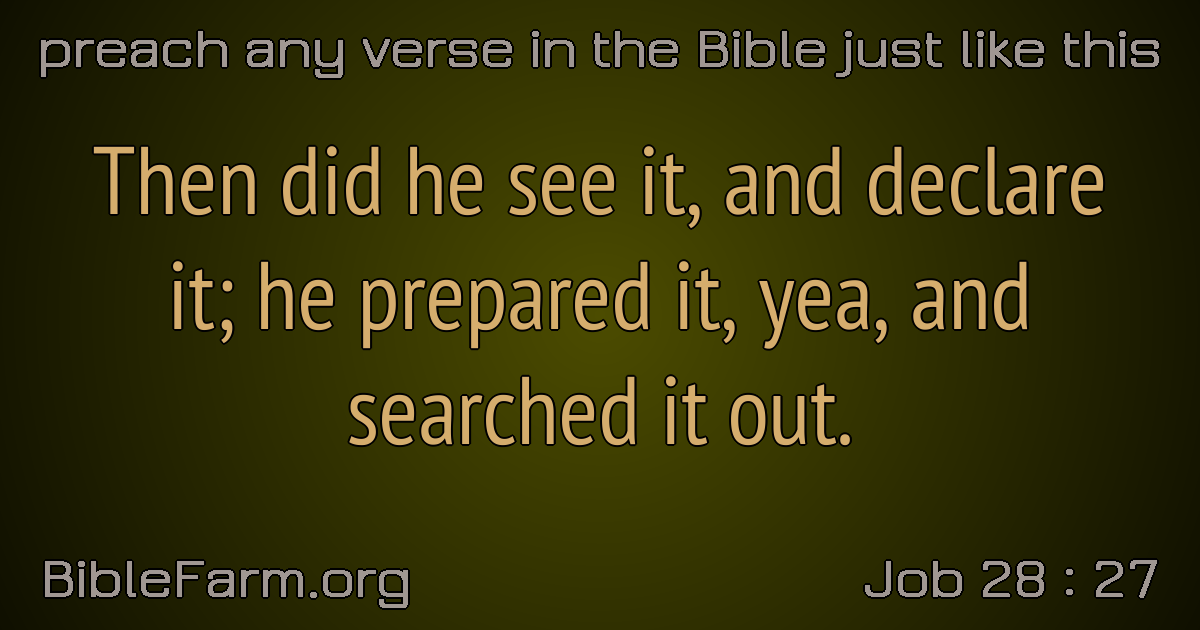 preach any verse in the Bible just like this
Then did he see it, and declare
it; he prepared it, yea, and
searched it out.
BibleFarm.org
Job 28 : 27